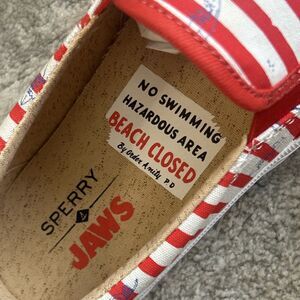 NO SWIMMING
HAZARDOUS AREA
BEACH CLOSED
By Order Amity P D
SPERRY
JAWS